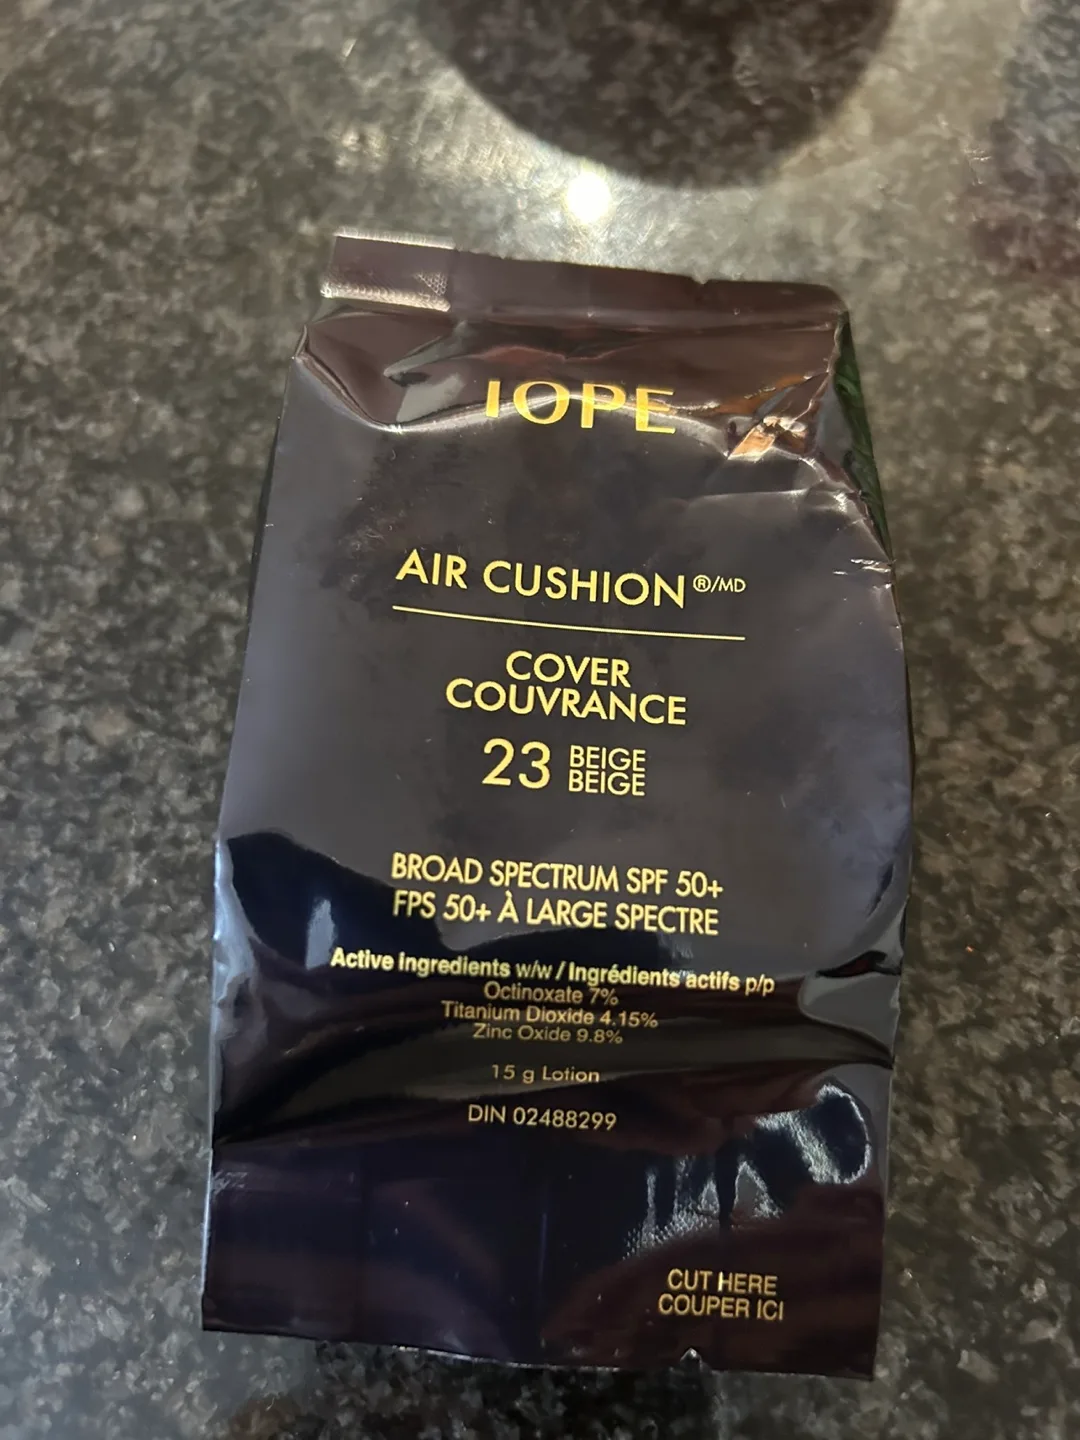 IOPE
AIR CUSHION®/MD
COVER
COUVRANCE
23 BEIGE
BEIGE
BROAD SPECTRUM SPF 50+
FPS 50+ À LARGE SPECTRE
Active ingredients w/w / Ingrédients actifs p/p
Octinoxate 7%
Titanium Dioxide 4.15%
Zinc Oxide 9.8%
15 g Lotion
DIN 02488299
CUT HERE
COUPER ICI